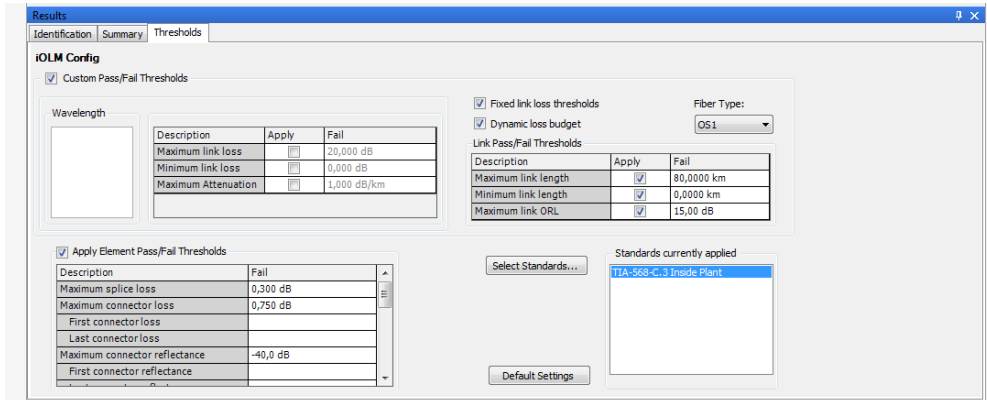 Results
Identification Summary Thresholds
iOLM Config
Custom Pass/Fail Thresholds
Wavelength
Description Apply Fail
Maximum link loss 20,000 dB
Minimum link loss 0,000 dB
Maximum Attenuation 1,000 dB/km
Fixed link loss thresholds
Fiber Type:
Dynamic loss budget
OS1
Link Pass/Fail Thresholds
Description Apply Fail
Maximum link length 80,0000 km
Minimum link length 0,0000 km
Maximum link ORL 15,00 dB
Apply Element Pass/Fail Thresholds
Description Fail
Maximum splice loss 0,300 dB
Maximum connector loss 0,750 dB
First connector loss
Last connector loss
Maximum connector reflectance -40,0 dB
First connector reflectance
Select Standards...
Default Settings
Standards currently applied
TIA-568-C.3 Inside Plant